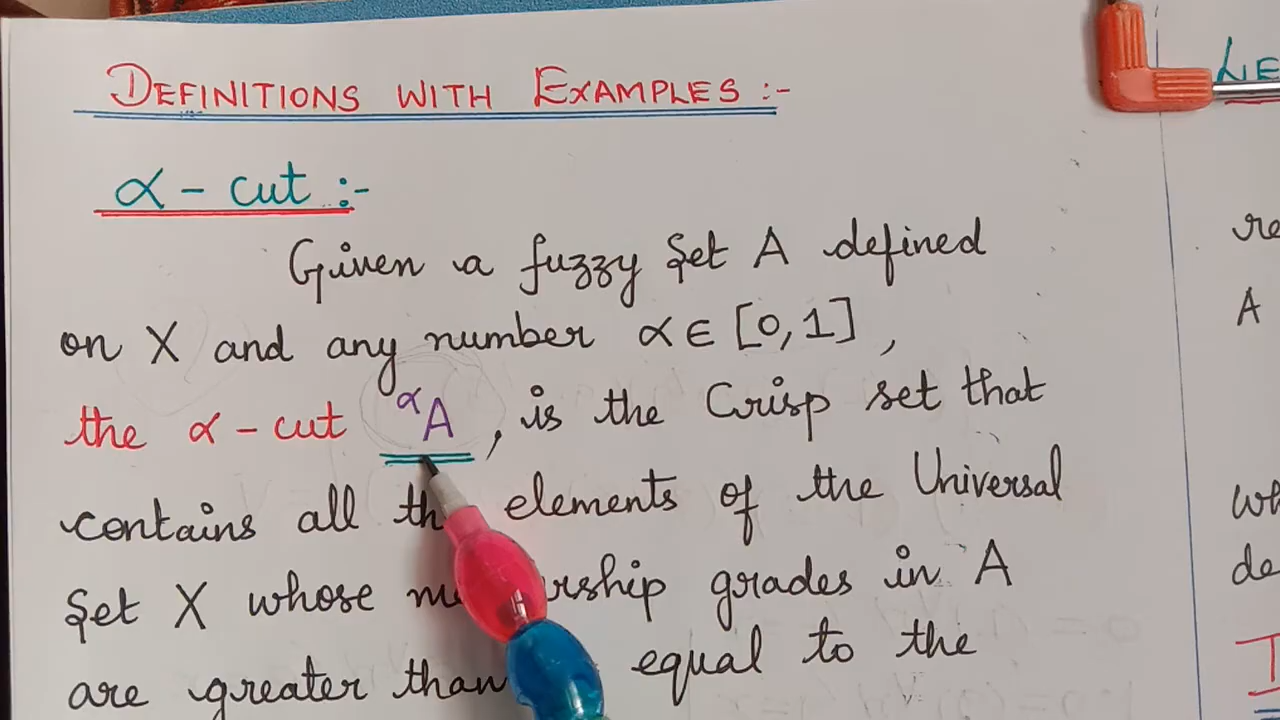 DEFINITIONS WITH EXAMPLES :-
α - cut :-
Given a fuzzy set A defined
on X and any number α ∈ [0,1] ,
the α - cut ᵅA , is the Crisp set that
contains all elements of the Universal
Set X whose grades in A
are greater than equal to the
A